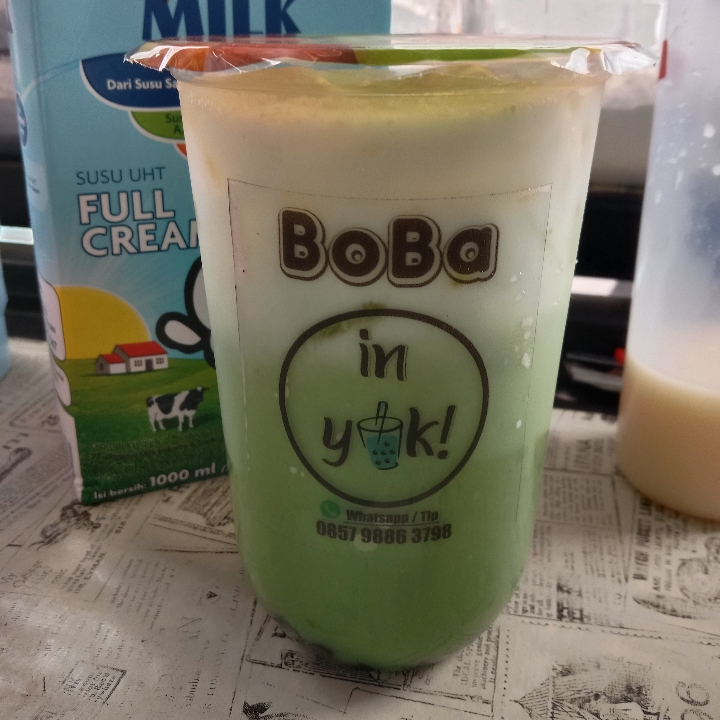 MILK
Dari Susu
SUSU UHT
FULL
CREAM
Isi bersih: 1000 ml
BoBa
in
yuk!
Whatsapp / Tlp
0857 9886 3798